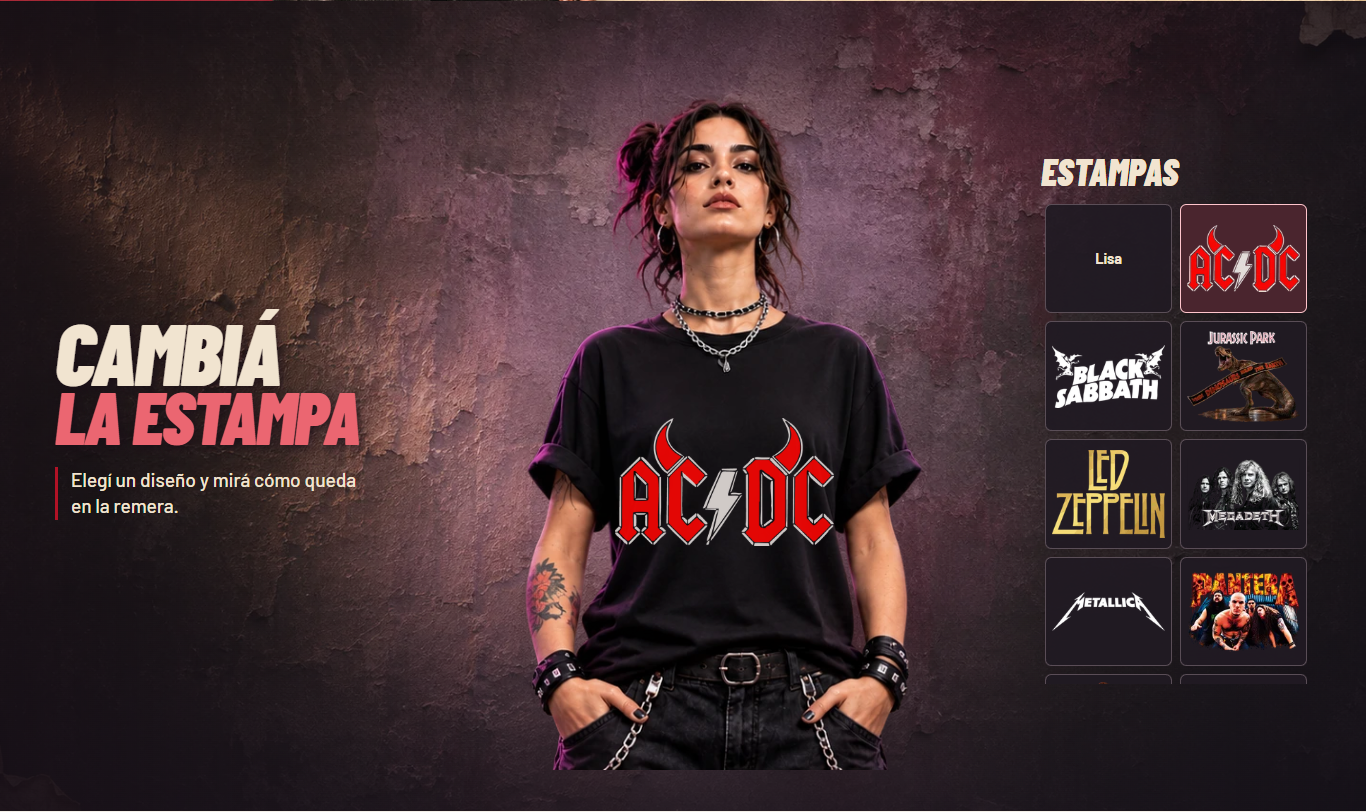 CAMBIÁ
LA ESTAMPA
Elegí un diseño y mirá cómo queda
en la remera.
AC DC
ESTAMPAS
Lisa
AC DC
BLACK
SABBATH
JURASSIC PARK
LED
ZEPPELIN
MEGADETH
METALLICA
PANTERA